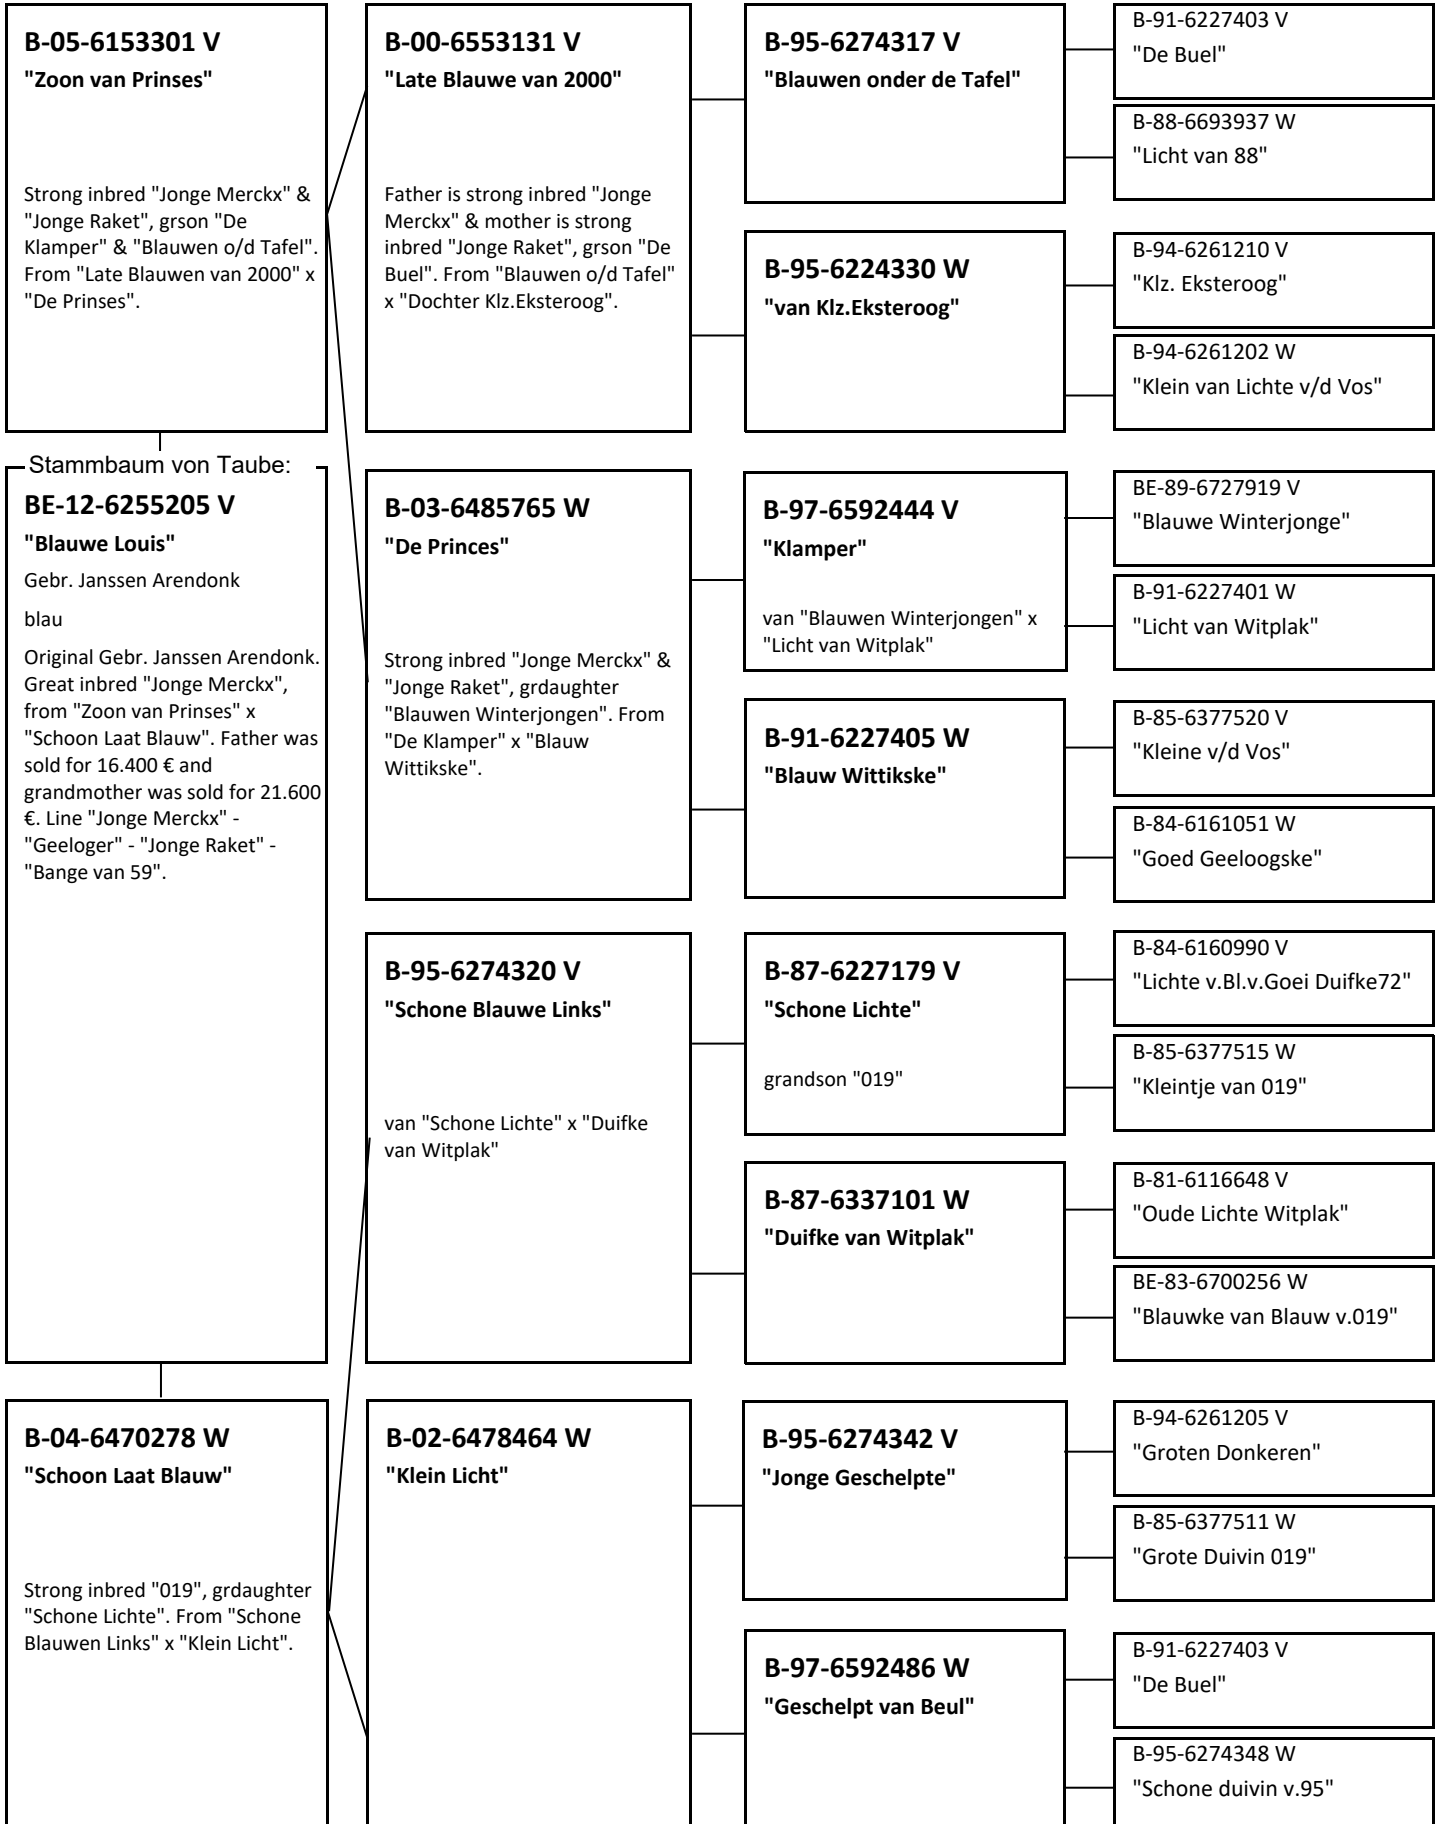 B-05-6153301 V
"Zoon van Prinses"
Strong inbred "Jonge Merckx" &
"Jonge Raket", grson "De
Klamper" & "Blauwen o/d Tafel".
From "Late Blauwen van 2000" x
"De Prinses".
Stammbaum von Taube:
BE-12-6255205 V
"Blauwe Louis"
Gebr. Janssen Arendonk
blau
Original Gebr. Janssen Arendonk.
Great inbred "Jonge Merckx",
from "Zoon van Prinses" x
"Schoon Laat Blauw". Father was
sold for 16.400 € and
grandmother was sold for 21.600
€. Line "Jonge Merckx" -
"Geeloger" - "Jonge Raket" -
"Bange van 59".
B-04-6470278 W
"Schoon Laat Blauw"
Strong inbred "019", grdaughter
"Schone Lichte". From "Schone
Blauwen Links" x "Klein Licht".
B-00-6553131 V
"Late Blauwe van 2000"
Father is strong inbred "Jonge
Merckx" & mother is strong
inbred "Jonge Raket", grson "De
Buel". From "Blauwen o/d Tafel"
x "Dochter Klz.Eksteroog".
B-03-6485765 W
"De Princes"
Strong inbred "Jonge Merckx" &
"Jonge Raket", grdaughter
"Blauwen Winterjongen". From
"De Klamper" x "Blauw
Wittikske".
B-95-6274320 V
"Schone Blauwe Links"
van "Schone Lichte" x "Duifke
van Witplak"
B-02-6478464 W
"Klein Licht"
B-95-6274317 V
"Blauwen onder de Tafel"
B-95-6224330 W
"van Klz.Eksteroog"
B-97-6592444 V
"Klamper"
van "Blauwen Winterjongen" x
"Licht van Witplak"
B-91-6227405 W
"Blauw Wittikske"
B-87-6227179 V
"Schone Lichte"
grandson "019"
B-87-6337101 W
"Duifke van Witplak"
B-95-6274342 V
"Jonge Geschelpte"
B-97-6592486 W
"Geschelpt van Beul"
B-91-6227403 V
"De Buel"
B-88-6693937 W
"Licht van 88"
B-94-6261210 V
"Klz. Eksteroog"
B-94-6261202 W
"Klein van Lichte v/d Vos"
BE-89-6727919 V
"Blauwe Winterjonge"
B-91-6227401 W
"Licht van Witplak"
B-85-6377520 V
"Kleine v/d Vos"
B-84-6161051 W
"Goed Geeloogske"
B-84-6160990 V
"Lichte v.Bl.v.Goei Duifke72"
B-85-6377515 W
"Kleintje van 019"
B-81-6116648 V
"Oude Lichte Witplak"
BE-83-6700256 W
"Blauwke van Blauw v.019"
B-94-6261205 V
"Groten Donkeren"
B-85-6377511 W
"Grote Duivin 019"
B-91-6227403 V
"De Buel"
B-95-6274348 W
"Schone duivin v.95"